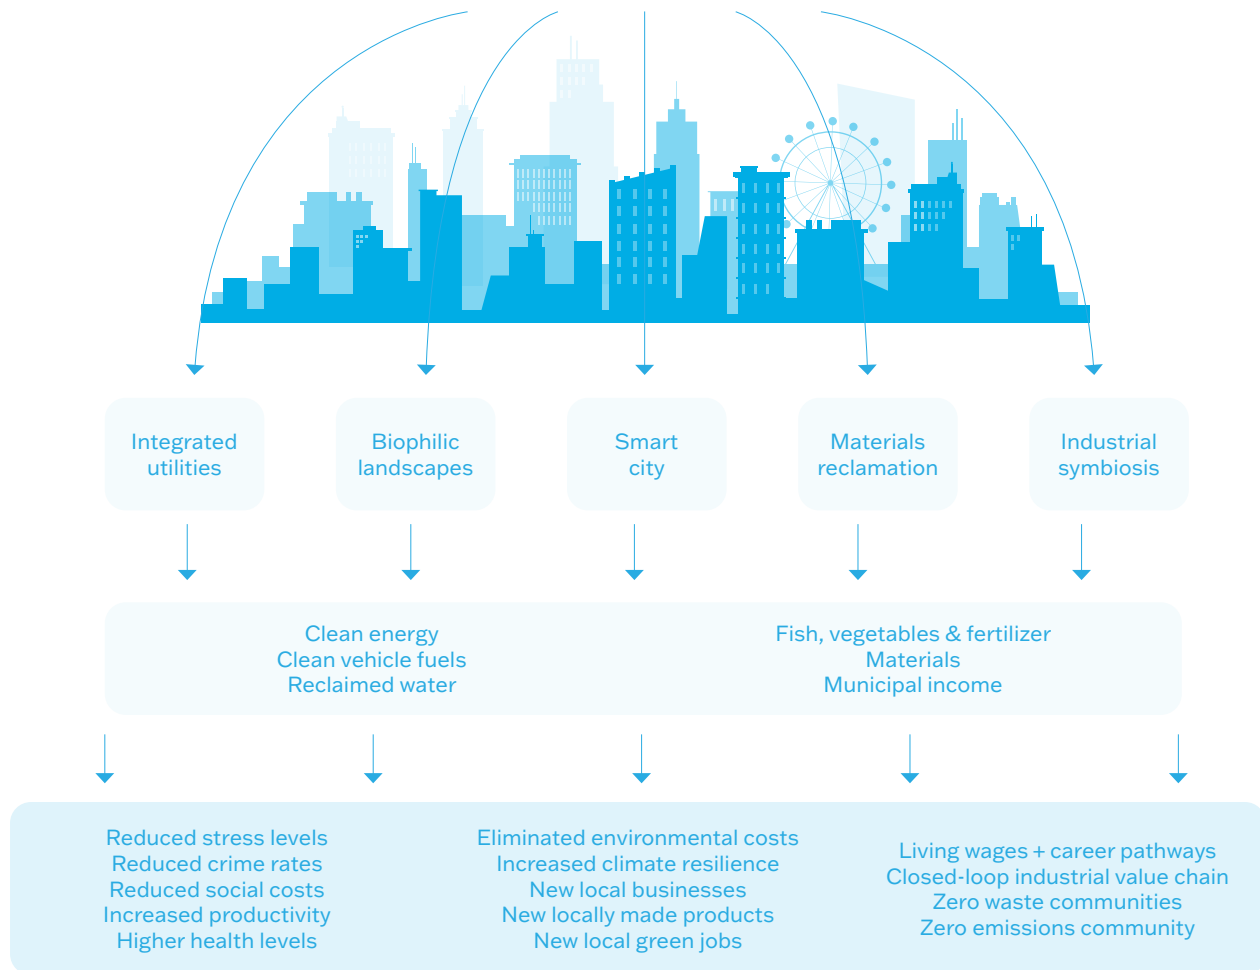 Integrated
utilities
Biophilic
landscapes
Smart
city
Materials
reclamation
Industrial
symbiosis
Clean energy
Clean vehicle fuels
Reclaimed water
Fish, vegetables & fertilizer
Materials
Municipal income
Reduced stress levels
Reduced crime rates
Reduced social costs
Increased productivity
Higher health levels
Eliminated environmental costs
Increased climate resilience
New local businesses
New locally made products
New local green jobs
Living wages + career pathways
Closed-loop industrial value chain
Zero waste communities
Zero emissions community